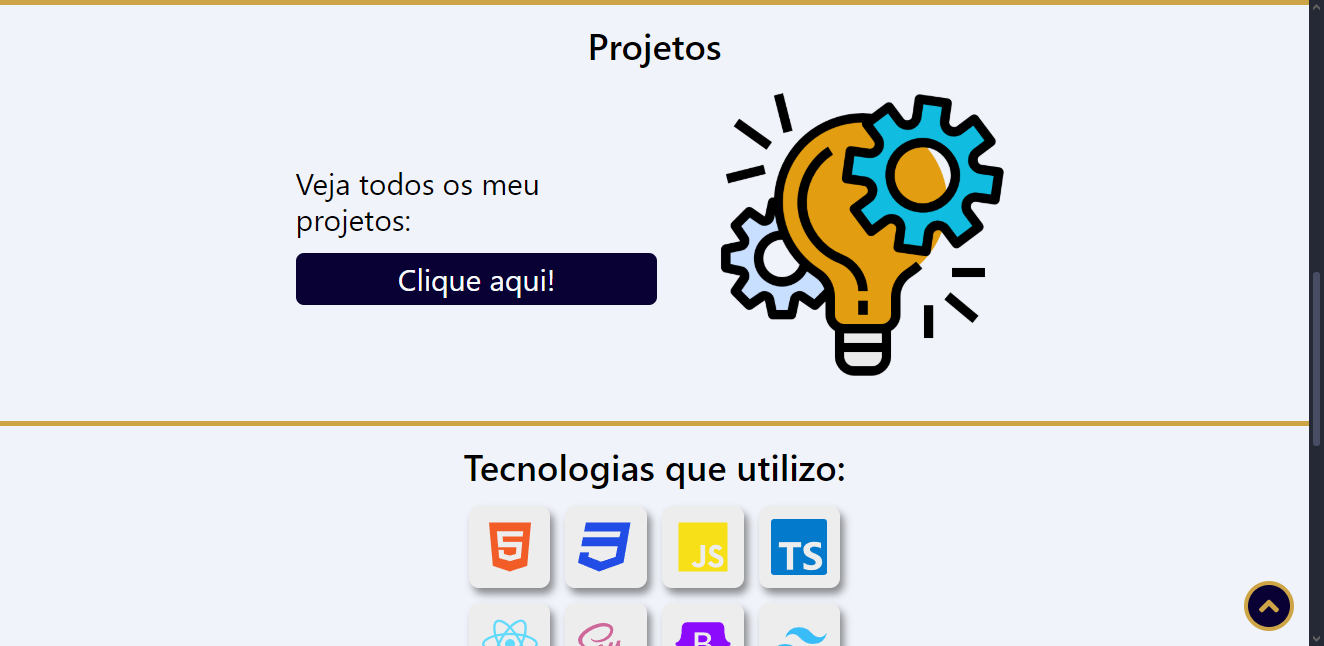 Projetos
Veja todos os meu
projetos:
Clique aqui!
Tecnologias que utilizo:
5
JS
TS
B